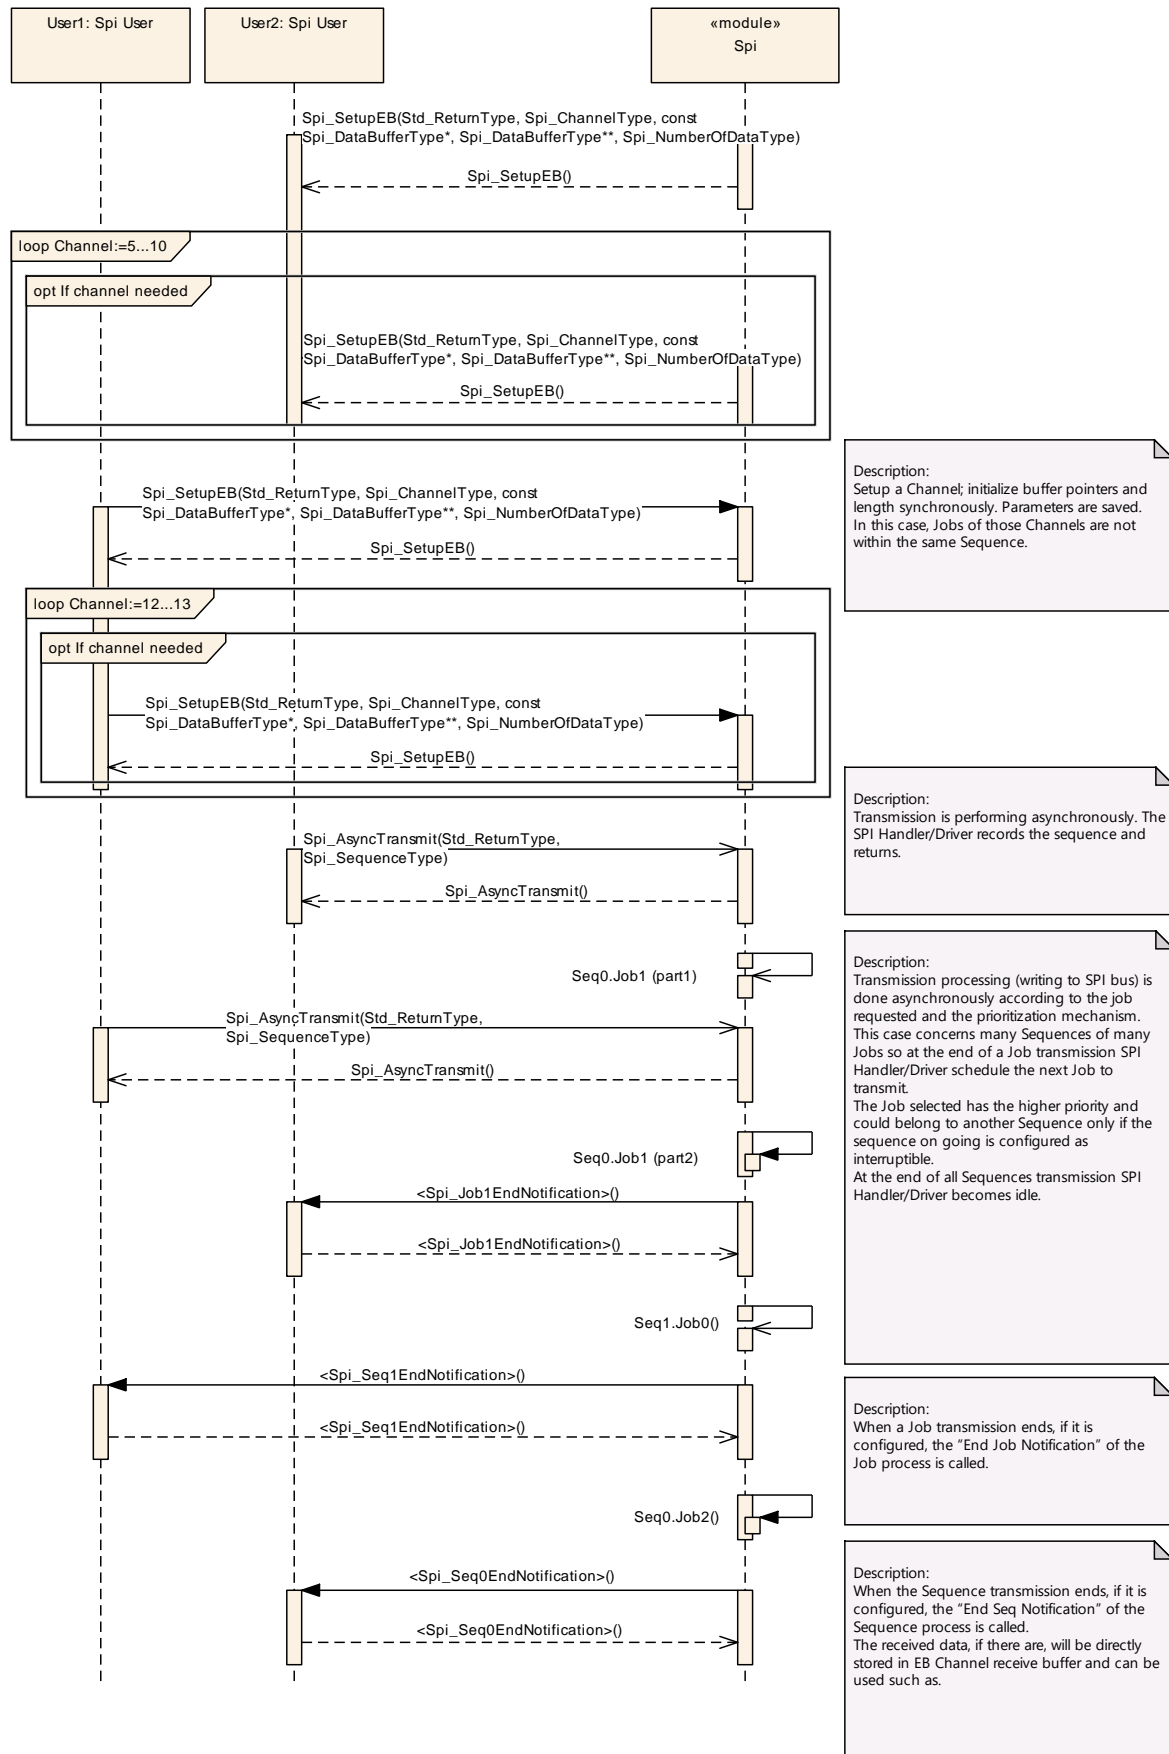 User1: Spi User
User2: Spi User
«module»
Spi
Spi_SetupEB(Std_ReturnType, Spi_ChannelType, const
Spi_DataBufferType*, Spi_DataBufferType**, Spi_NumberOfDataType)
Spi_SetupEB()
loop Channel:=5...10
opt If channel needed
Spi_SetupEB(Std_ReturnType, Spi_ChannelType, const
Spi_DataBufferType*, Spi_DataBufferType**, Spi_NumberOfDataType)
Spi_SetupEB()
Description:
Setup a Channel; initialize buffer pointers and
length synchronously. Parameters are saved.
In this case, Jobs of those Channels are not
within the same Sequence.
Spi_SetupEB(Std_ReturnType, Spi_ChannelType, const
Spi_DataBufferType*, Spi_DataBufferType**, Spi_NumberOfDataType)
Spi_SetupEB()
loop Channel:=12...13
opt If channel needed
Spi_SetupEB(Std_ReturnType, Spi_ChannelType, const
Spi_DataBufferType*, Spi_DataBufferType**, Spi_NumberOfDataType)
Spi_SetupEB()
Description:
Transmission is performing asynchronously. The
SPI Handler/Driver records the sequence and
returns.
Spi_AsyncTransmit(Std_ReturnType,
Spi_SequenceType)
Spi_AsyncTransmit()
Description:
Transmission processing (writing to SPI bus) is
done asynchronously according to the job
requested and the prioritization mechanism.
This case concerns many Sequences of many
Jobs so at the end of a Job transmission SPI
Handler/Driver schedule the next Job to
transmit.
The Job selected has the higher priority and
could belong to another Sequence only if the
sequence on going is configured as
interruptible.
At the end of all Sequences transmission SPI
Handler/Driver becomes idle.
Seq0.Job1 (part1)
Spi_AsyncTransmit(Std_ReturnType,
Spi_SequenceType)
Spi_AsyncTransmit()
Seq0.Job1 (part2)
<Spi_Job1EndNotification>()
<Spi_Job1EndNotification>()
Seq1.Job0()
<Spi_Seq1EndNotification>()
<Spi_Seq1EndNotification>()
Description:
When a Job transmission ends, if it is
configured, the “End Job Notification” of the
Job process is called.
Seq0.Job2()
<Spi_Seq0EndNotification>()
<Spi_Seq0EndNotification>()
Description:
When the Sequence transmission ends, if it is
configured, the “End Seq Notification” of the
Sequence process is called.
The received data, if there are, will be directly
stored in EB Channel receive buffer and can be
used such as.